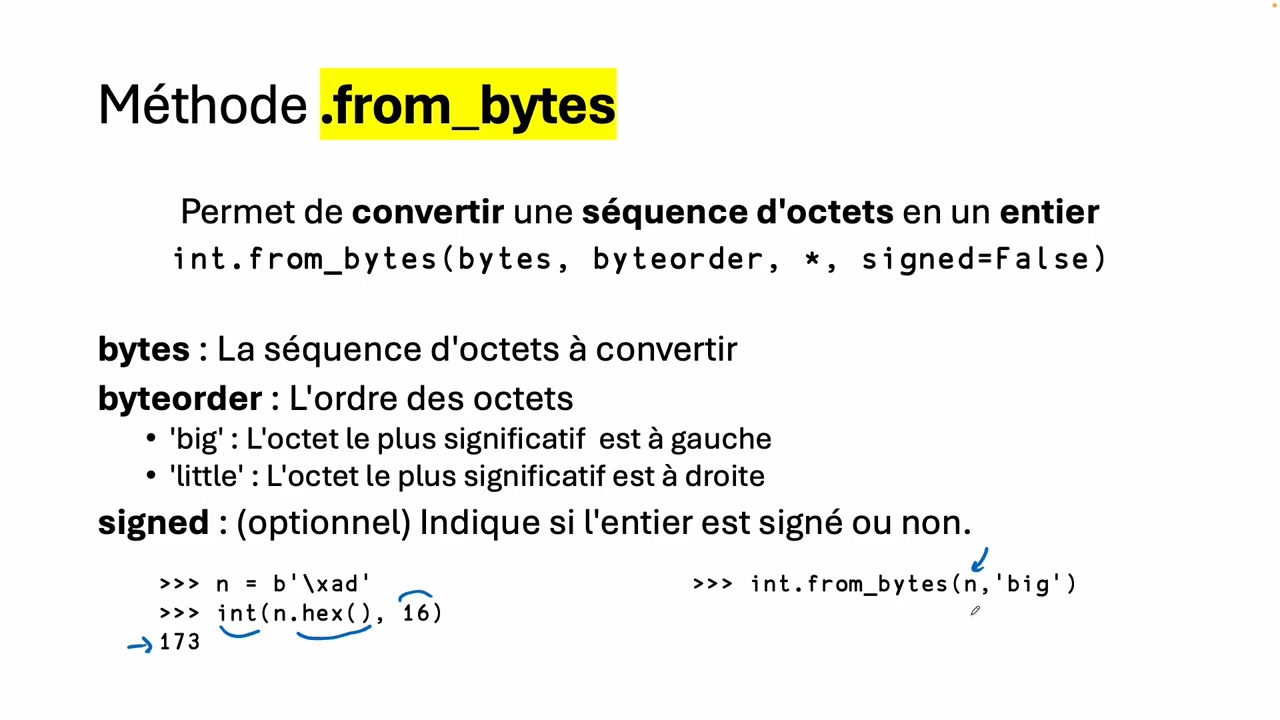 Méthode .from_bytes
Permet de convertir une séquence d'octets en un entier
int.from_bytes(bytes, byteorder, *, signed=False)
bytes : La séquence d'octets à convertir
byteorder : L'ordre des octets
• 'big' : L'octet le plus significatif est à gauche
• 'little' : L'octet le plus significatif est à droite
signed : (optionnel) Indique si l'entier est signé ou non.
>>> n = b'\xad'
>>> int(n.hex(), 16)
173
>>> int.from_bytes(n,'big')